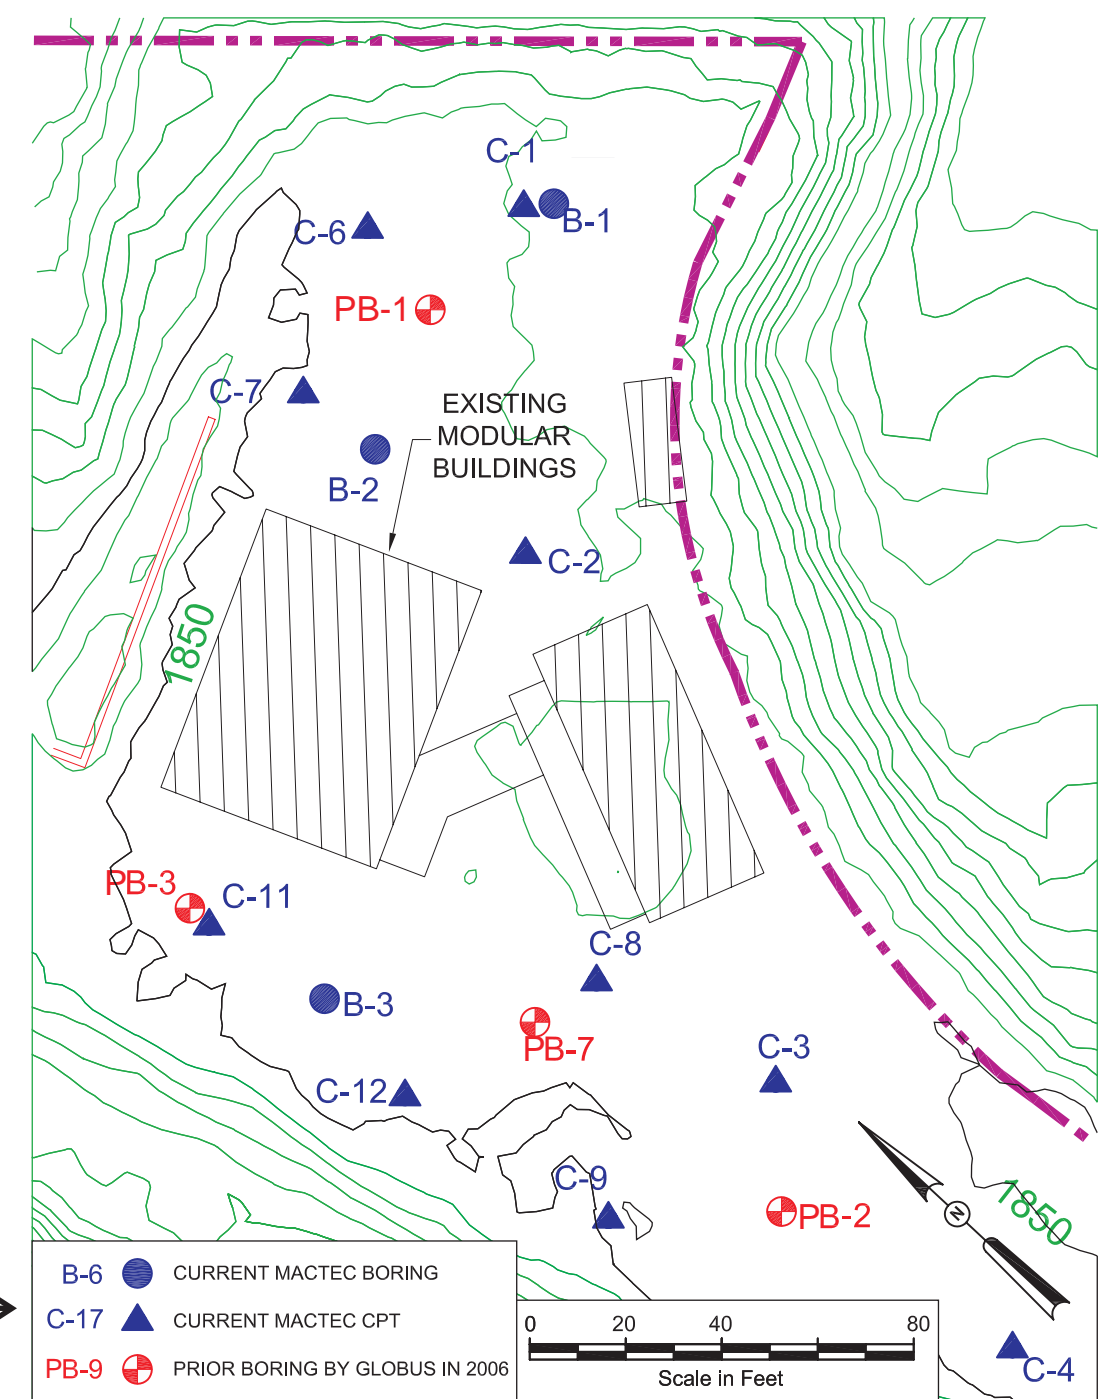 C-1
B-1
C-6
PB-1
C-7
EXISTING
MODULAR
BUILDINGS
B-2
C-2
1850
PB-3
C-11
C-8
B-3
PB-7
C-3
C-12
C-9
PB-2
N
1850
B-6 CURRENT MACTEC BORING
C-17 CURRENT MACTEC CPT
PB-9 PRIOR BORING BY GLOBUS IN 2006
0 20 40 80
Scale in Feet
C-4